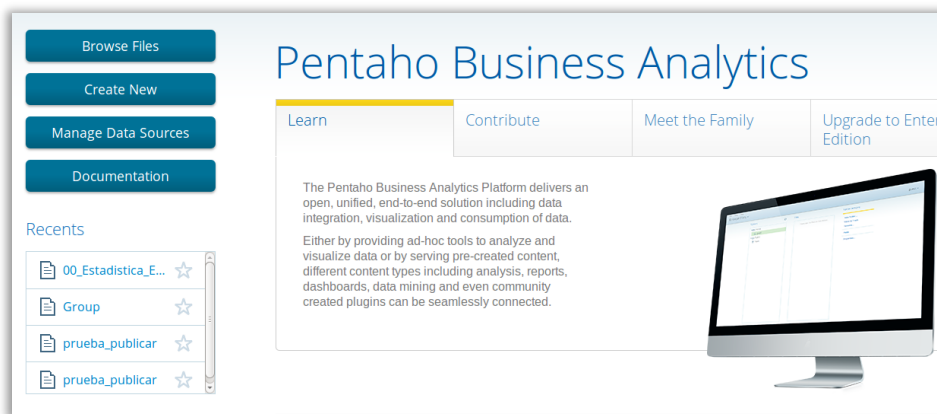 Browse Files
Create New
Manage Data Sources
Documentation
Recents
00_Estadistica_E...
Group
prueba_publicar
prueba_publicar
Pentaho Business Analytics
Learn
Contribute
Meet the Family
Upgrade to Enter
Edition
The Pentaho Business Analytics Platform delivers an
open, unified, end-to-end solution including data
integration, visualization and consumption of data.
Either by providing ad-hoc tools to analyze and
visualize data or by serving pre-created content,
different content types including analysis, reports,
dashboards, data mining and even community
created plugins can be seamlessly connected.